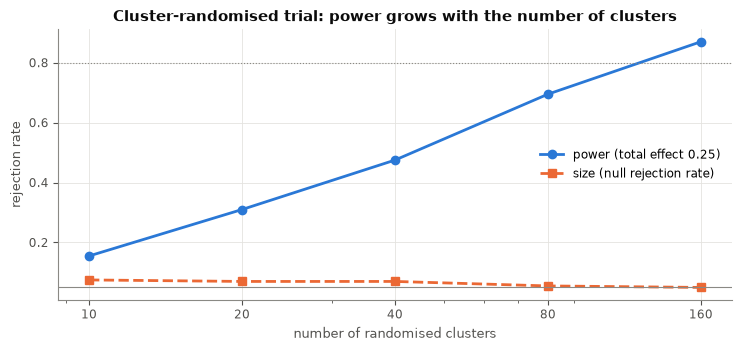 Cluster-randomised trial: power grows with the number of clusters
rejection rate
0.8
0.6
0.4
0.2
power (total effect 0.25)
size (null rejection rate)
10
20
40
80
160
number of randomised clusters